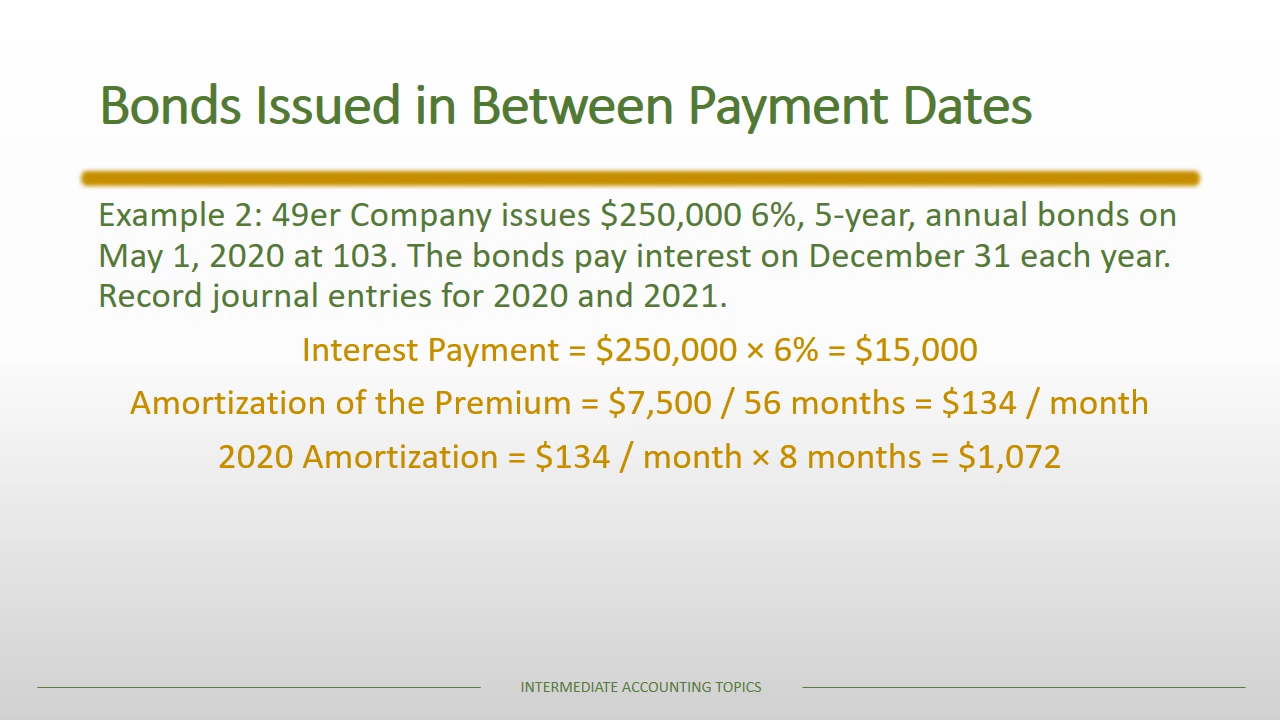 Bonds Issued in Between Payment Dates
Example 2: 49er Company issues $250,000 6%, 5-year, annual bonds on
May 1, 2020 at 103. The bonds pay interest on December 31 each year.
Record journal entries for 2020 and 2021.
Interest Payment = $250,000 × 6% = $15,000
Amortization of the Premium = $7,500 / 56 months = $134 / month
2020 Amortization = $134 / month × 8 months = $1,072
INTERMEDIATE ACCOUNTING TOPICS